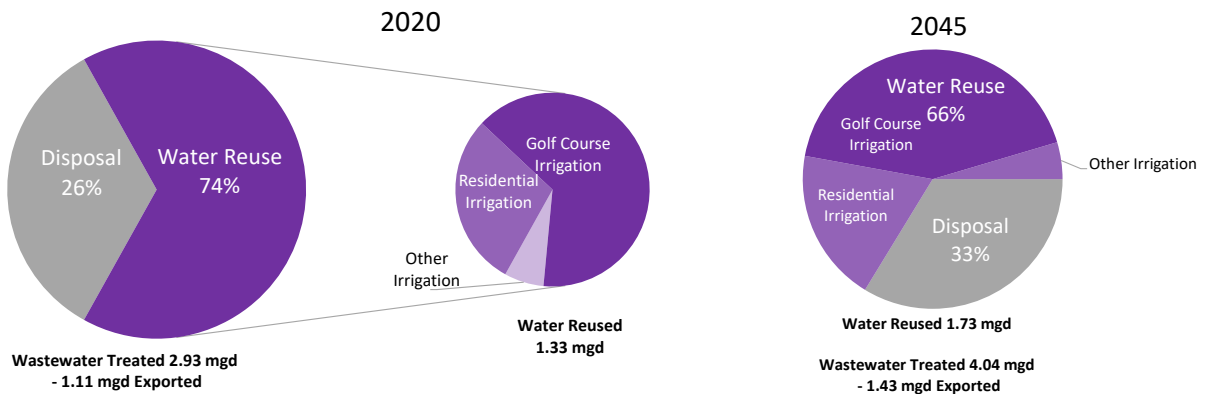 2020
Disposal
26%
Water Reuse
74%
Wastewater Treated 2.93 mgd
- 1.11 mgd Exported
Golf Course
Irrigation
Residential
Irrigation
Other
Irrigation
Water Reused
1.33 mgd
2045
Water Reuse
66%
Golf Course
Irrigation
Other Irrigation
Residential
Irrigation
Disposal
33%
Water Reused 1.73 mgd
Wastewater Treated 4.04 mgd
- 1.43 mgd Exported